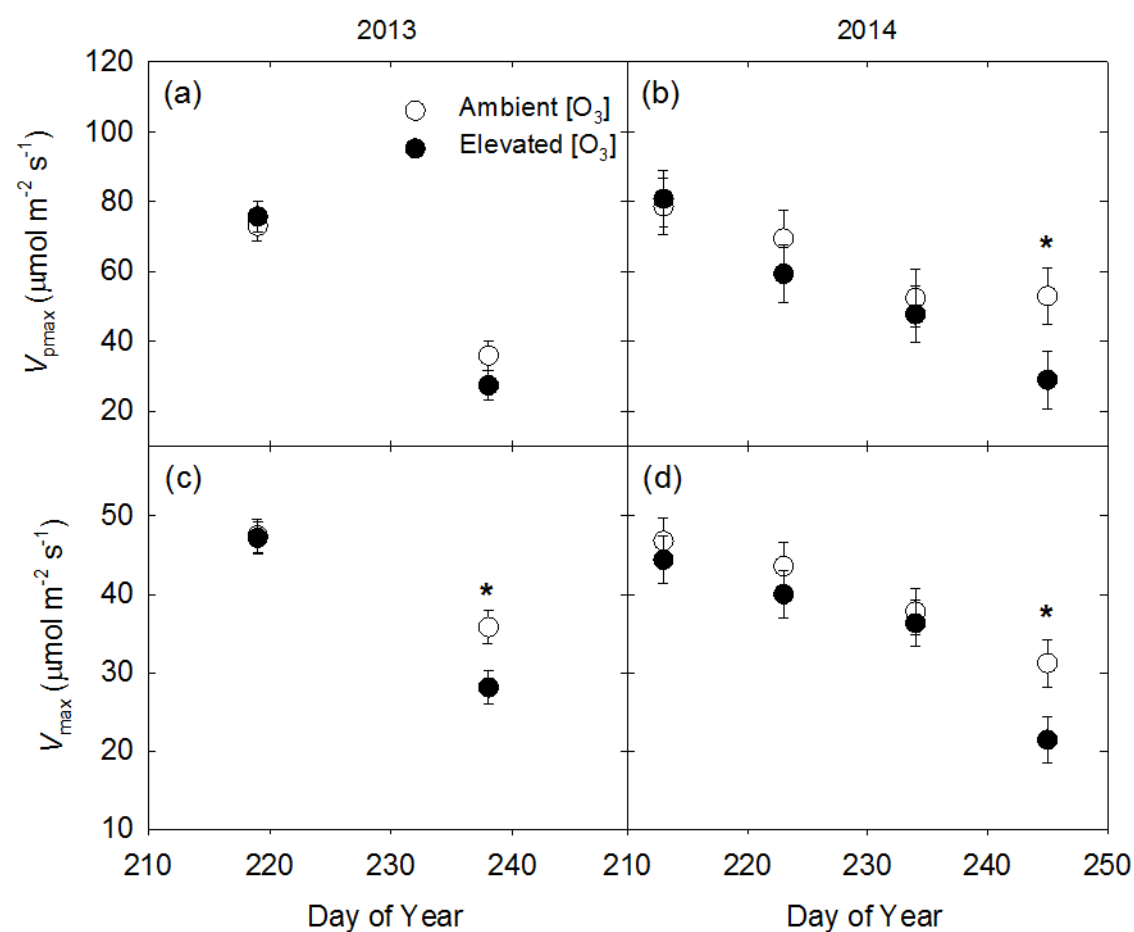 2013 2014
120
(a) (b)
Ambient [O₃]
Elevated [O₃]
100
80
60
40
20
*
V_pmax (μmol m⁻² s⁻¹)
(c) (d)
50
40
30
20
10
*
*
V_max (μmol m⁻² s⁻¹)
210 220 230 240 210 220 230 240 250
Day of Year Day of Year